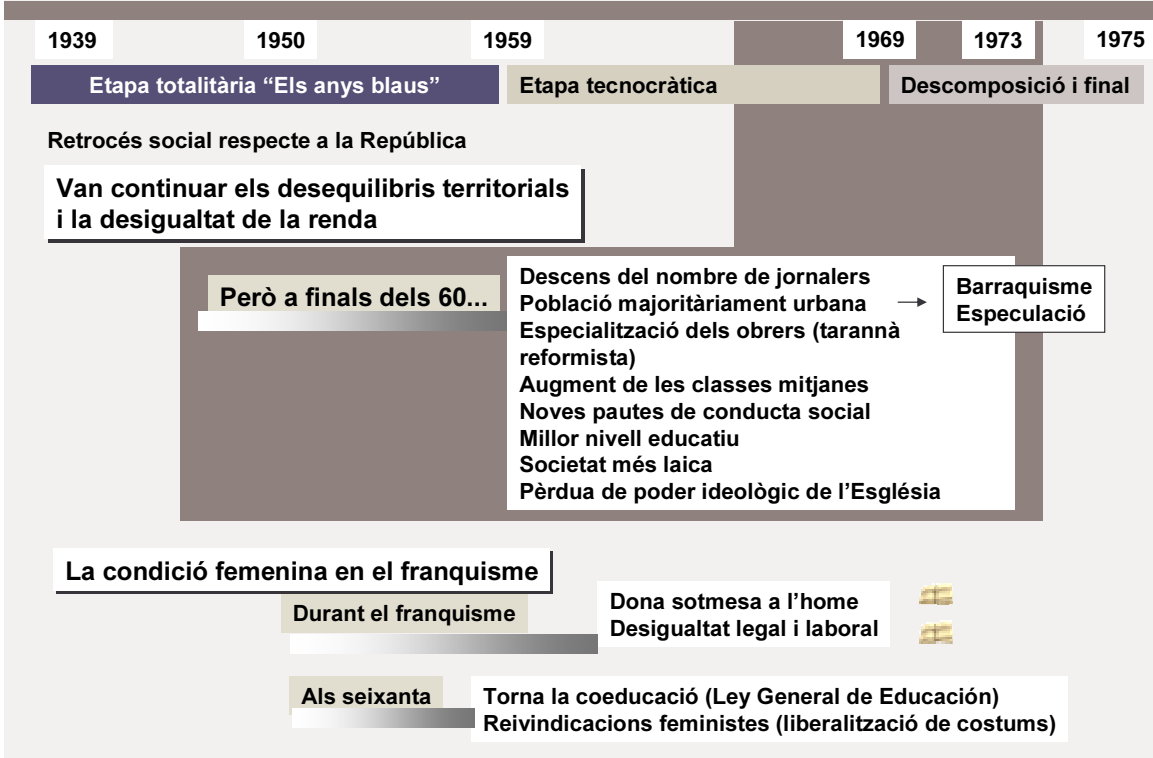 1939 1950 1959 1969 1973 1975
Etapa totalitària “Els anys blaus” Etapa tecnocràtica Descomposició i final
Retrocés social respecte a la República
Van continuar els desequilibris territorials
i la desigualtat de la renda
Però a finals dels 60...
Descens del nombre de jornalers
Població majoritàriament urbana
Especialització dels obrers (tarannà
reformista)
Augment de les classes mitjanes
Noves pautes de conducta social
Millor nivell educatiu
Societat més laica
Pèrdua de poder ideològic de l’Església
Barraquisme
Especulació
La condició femenina en el franquisme
Durant el franquisme
Dona sotmesa a l’home
Desigualtat legal i laboral
Als seixanta
Torna la coeducació (Ley General de Educación)
Reivindicacions feministes (liberalització de costums)